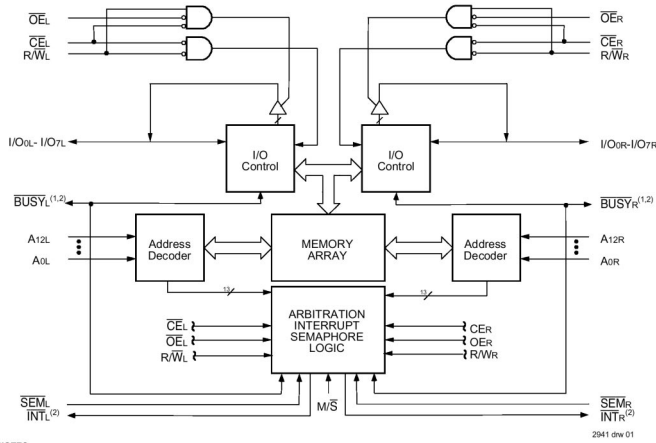 OEL
CEL
R/WL
OER
CER
R/WR
I/O0L- I/O7L
I/O Control
I/O Control
I/O0R-I/O7R
BUSYL(1,2)
BUSYR(1,2)
A12L
A0L
Address Decoder
MEMORY ARRAY
Address Decoder
A12R
A0R
13
13
ARBITRATION
INTERRUPT
SEMAPHORE
LOGIC
CEL
OEL
R/WL
CER
OER
R/WR
SEML
INTL(2)
M/S
SEMR
INTR(2)
2941 drw 01